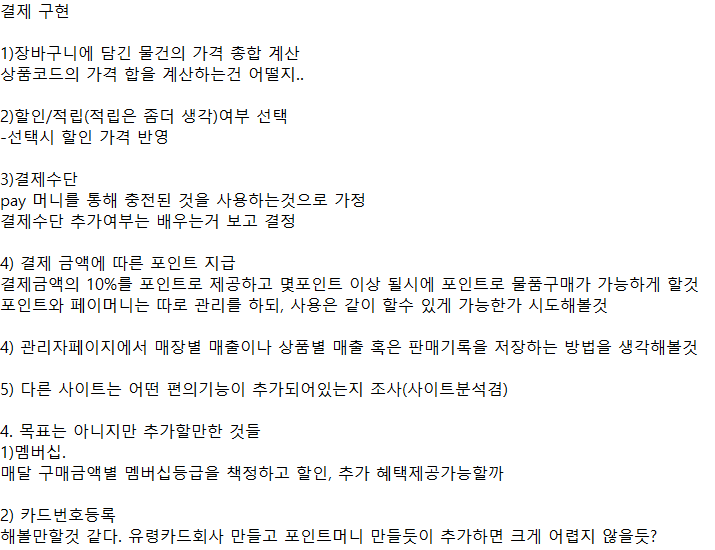 결제 구현
1)장바구니에 담긴 물건의 가격 총합 계산
상품코드의 가격 합을 계산하는건 어떨지..
2)할인/적립(적립은 좀더 생각)여부 선택
-선택시 할인 가격 반영
3)결제수단
pay 머니를 통해 충전된 것을 사용하는것으로 가정
결제수단 추가여부는 배우는거 보고 결정
4) 결제 금액에 따른 포인트 지급
결제금액의 10%를 포인트로 제공하고 몇포인트 이상 될시에 포인트로 물품구매가 가능하게 할것
포인트와 페이머니는 따로 관리를 하되, 사용은 같이 할수 있게 가능한가 시도해볼것
4) 관리자페이지에서 매장별 매출이나 상품별 매출 혹은 판매기록을 저장하는 방법을 생각해볼것
5) 다른 사이트는 어떤 편의기능이 추가되어있는지 조사(사이트분석겸)
4. 목표는 아니지만 추가할만한 것들
1)멤버십.
매달 구매금액별 멤버십등급을 책정하고 할인, 추가 혜택제공가능할까
2) 카드번호등록
해볼만할것 같다. 유령카드회사 만들고 포인트머니 만들듯이 추가하면 크게 어렵지 않을듯?